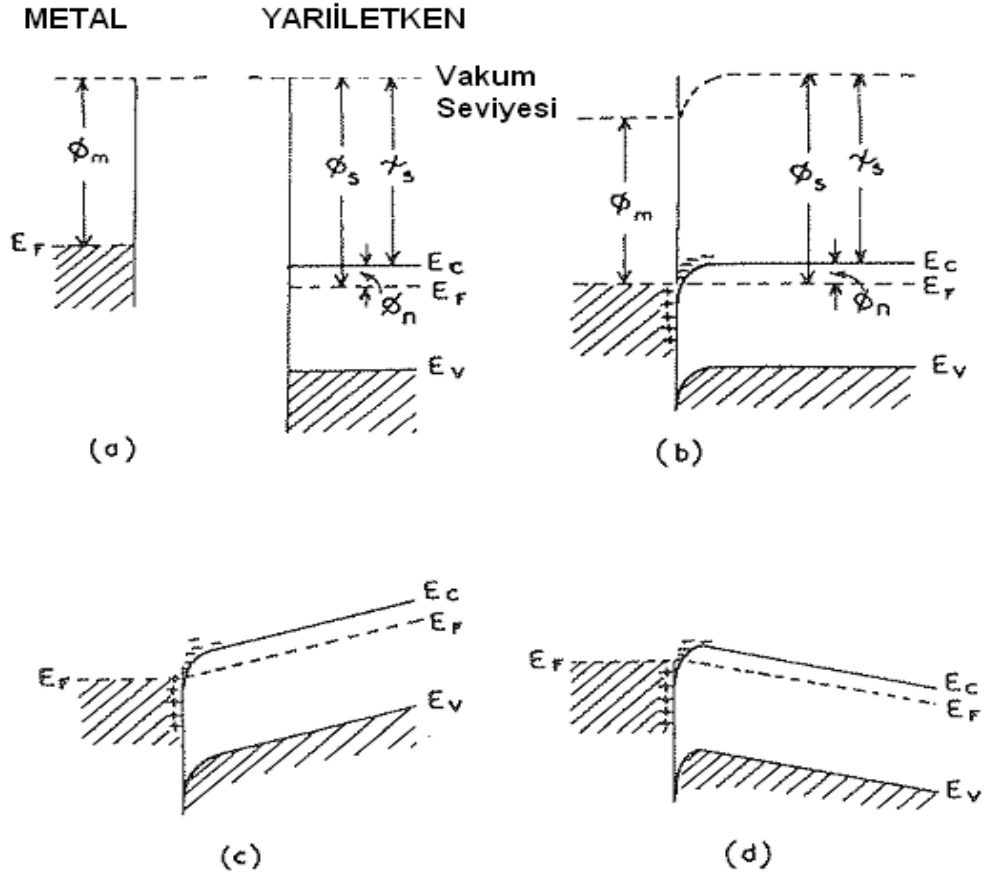 METAL YARIİLETKEN
Vakum
Seviyesi
ϕm
EF
ϕs
χs
EC
EF
ϕn
EV
(a)
ϕm
ϕs
χs
EC
EF
ϕn
EV
(b)
EF
EC
EF
EV
(c)
EF
EC
EF
EV
(d)